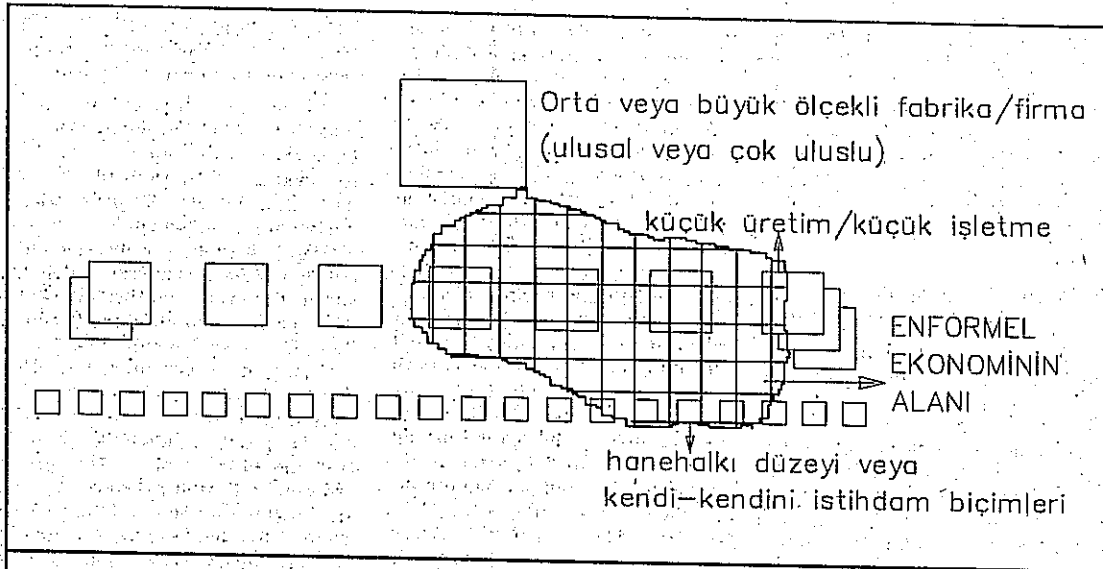 Orta veya büyük ölçekli fabrika/firma
(ulusal veya çok uluslu)
küçük üretim/küçük işletme
ENFORMEL
EKONOMİNİN
ALANI
hanehalkı düzeyi veya
kendi-kendini istihdam biçimleri